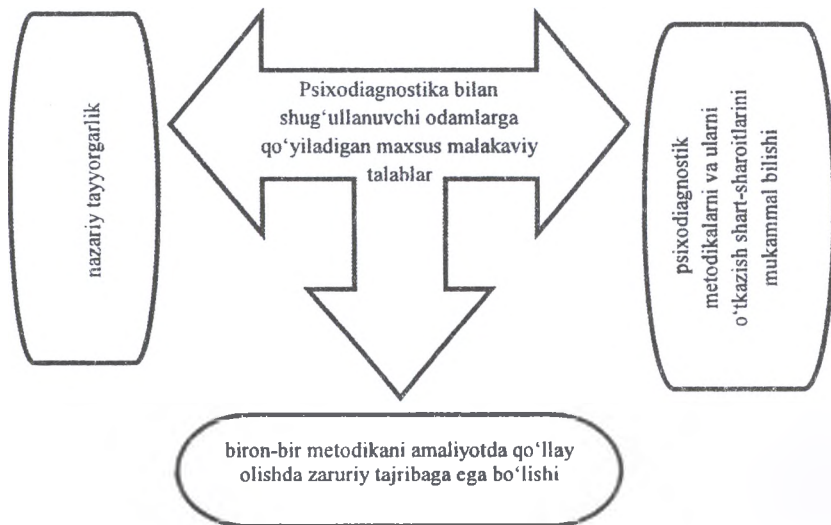 nazariy tayyorgarlik
Psixodiagnostika bilan
shug‘ullanuvchi odamlarga
qo‘yiladigan maxsus malakaviy
talablar
psixodiagnostik
metodikalarni va ularni
o‘tkazish shart-sharoitlarini
mukammal bilishi
biron-bir metodikani amaliyotda qo‘llay
olishda zaruriy tajribaga ega bo‘lishi